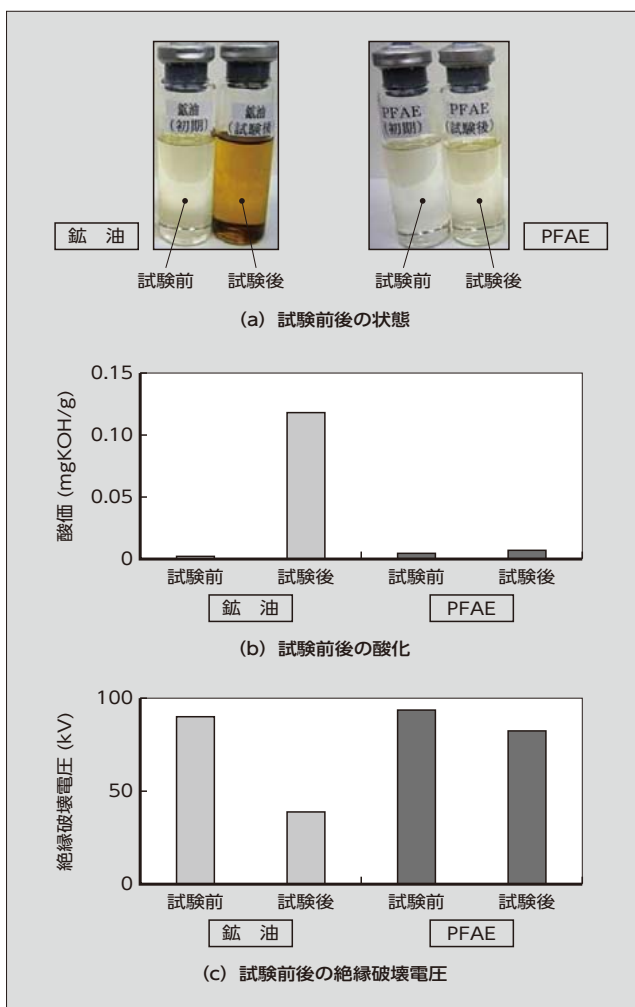 鉱油
(初期)
鉱油
(試験後)
PFAE
(初期)
PFAE
(試験後)
鉱 油
PFAE
試験前 試験後 試験前 試験後
(a) 試験前後の状態
酸価 (mgKOH/g)
0.15
0.10
0.05
0
試験前 試験後 試験前 試験後
鉱 油 PFAE
(b) 試験前後の酸化
絶縁破壊電圧 (kV)
100
50
0
試験前 試験後 試験前 試験後
鉱 油 PFAE
(c) 試験前後の絶縁破壊電圧